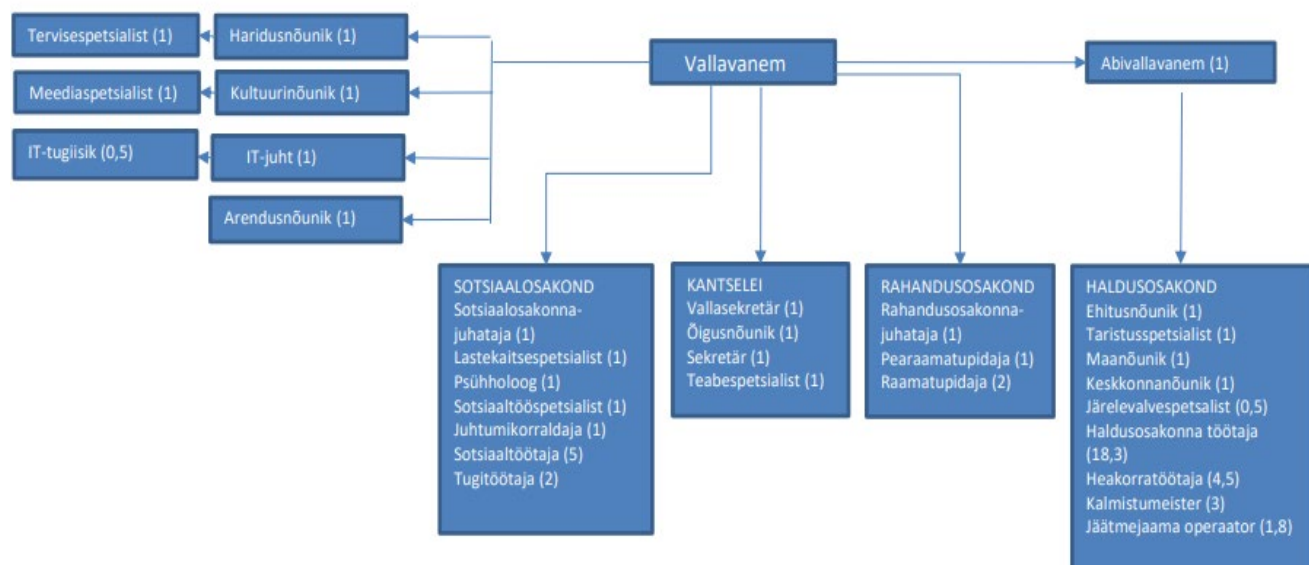 Tervisespetsialist (1)
Haridusnõunik (1)
Vallavanem
Abivallavanem (1)
Meediaspetsialist (1)
Kultuurinõunik (1)
IT-tugiisik (0,5)
IT-juht (1)
Arendusnõunik (1)
SOTSIAALOSAKOND
Sotsiaalosakonna-
juhataja (1)
Lastekaitsespetsialist (1)
Psühholoog (1)
Sotsiaaltööspetsialist (1)
Juhtumikorraldaja (1)
Sotsiaaltöötaja (5)
Tugitöötaja (2)
KANTSELEI
Vallasekretär (1)
Õigusnõunik (1)
Sekretär (1)
Teabespetsialist (1)
RAHANDUSOSAKOND
Rahandusosakonna-
juhataja (1)
Pearaamatupidaja (1)
Raamatupidaja (2)
HALDUSOSAKOND
Ehitusnõunik (1)
Taristusspetsialist (1)
Maanõunik (1)
Keskkonnanõunik (1)
Järelevalvespetsalist (0,5)
Haldusosakonna töötaja
(18,3)
Heakorratöötaja (4,5)
Kalmistumeister (3)
Jäätmejaama operaator (1,8)